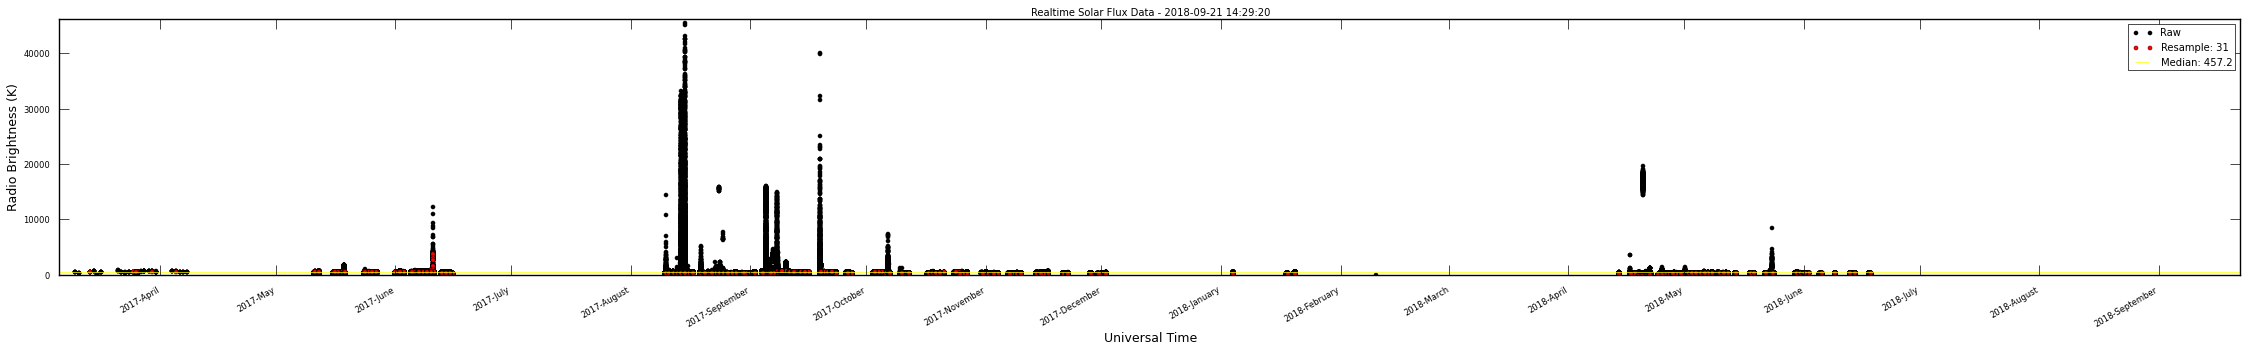 Realtime Solar Flux Data - 2018-09-21 14:29:20
Raw
Resample: 31
Median: 457.2
Radio Brightness (K)
40000
30000
20000
10000
0
2017-April
2017-May
2017-June
2017-July
2017-August
2017-September
2017-October
2017-November
2017-December
2018-January
2018-February
2018-March
2018-April
2018-May
2018-June
2018-July
2018-August
2018-September
Universal Time